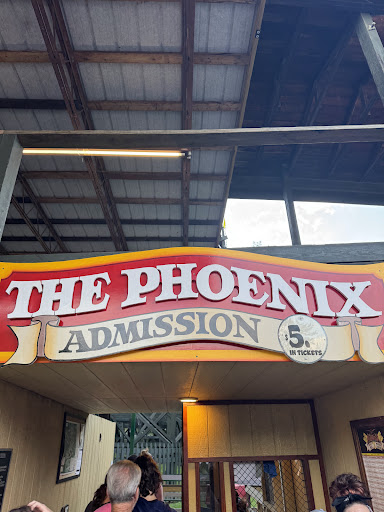 THE PHOENIX
ADMISSION
$5.
IN TICKETS